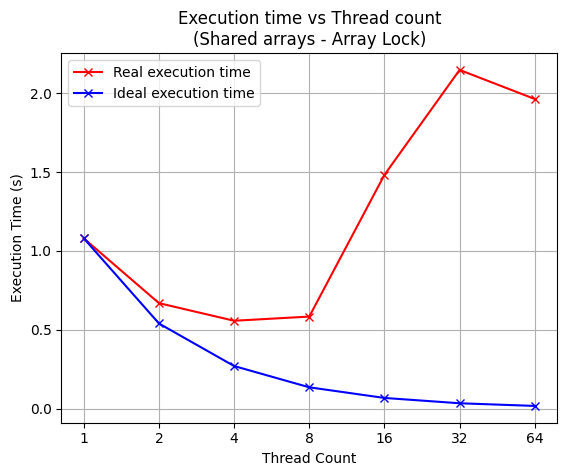 Execution time vs Thread count
(Shared arrays - Array Lock)
Real execution time
Ideal execution time
Execution Time (s)
2.0
1.5
1.0
0.5
0.0
1 2 4 8 16 32 64
Thread Count